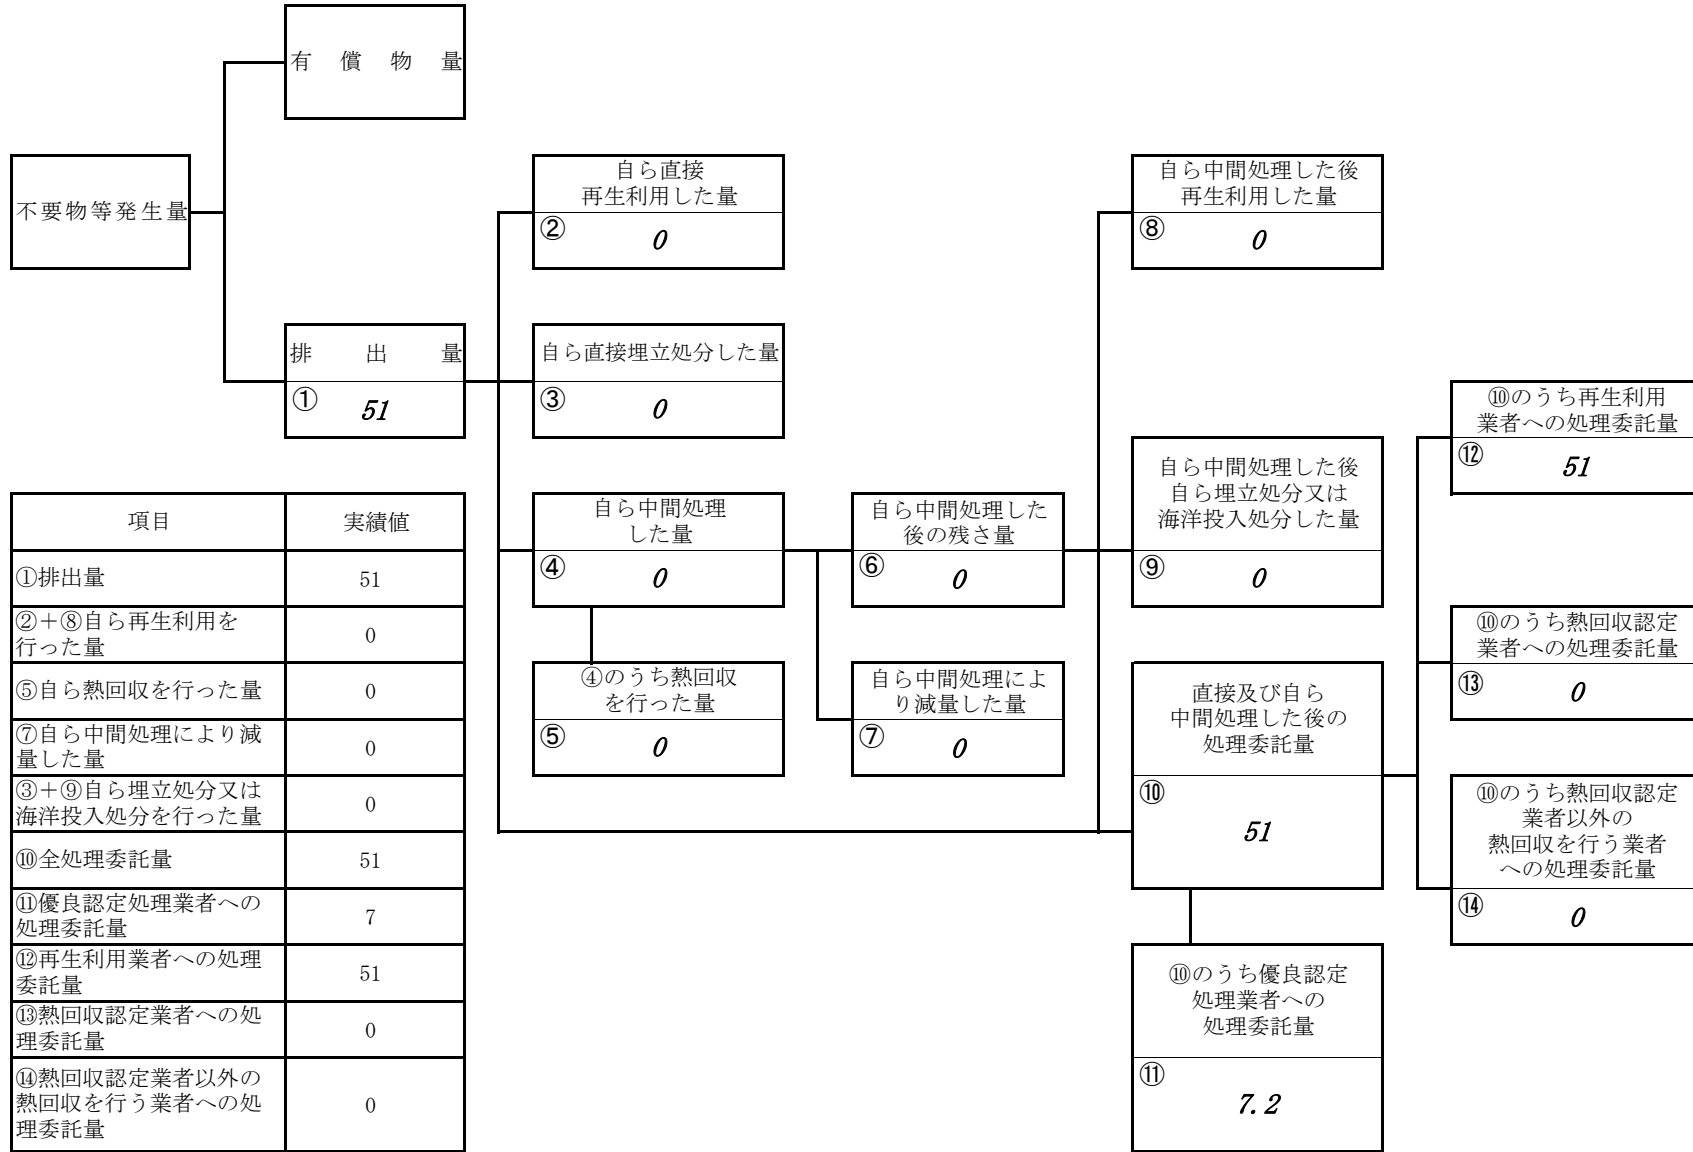 有償物量
不要物等発生量
排出量
① 51
自ら直接
再生利用した量
② 0
自ら直接埋立処分した量
③ 0
自ら中間処理
した量
④ 0
④のうち熱回収
を行った量
⑤ 0
自ら中間処理した
後の残さ量
⑥ 0
自ら中間処理によ
り減量した量
⑦ 0
自ら中間処理した後
再生利用した量
⑧ 0
自ら中間処理した後
自ら埋立処分又は
海洋投入処分した量
⑨ 0
直接及び自ら
中間処理した後の
処理委託量
⑩
51
⑩のうち優良認定
処理業者への
処理委託量
⑪
7.2
⑩のうち再生利用
業者への処理委託量
⑫ 51
⑩のうち熱回収認定
業者への処理委託量
⑬ 0
⑩のうち熱回収認定
業者以外の
熱回収を行う業者
への処理委託量
⑭ 0
項目 実績値
①排出量 51
②+⑧自ら再生利用を
行った量 0
⑤自ら熱回収を行った量 0
⑦自ら中間処理により減
量した量 0
③+⑨自ら埋立処分又は
海洋投入処分を行った量 0
⑩全処理委託量 51
⑪優良認定処理業者への
処理委託量 7
⑫再生利用業者への処理
委託量 51
⑬熱回収認定業者への処
理委託量 0
⑭熱回収認定業者以外の
熱回収を行う業者への処
理委託量 0